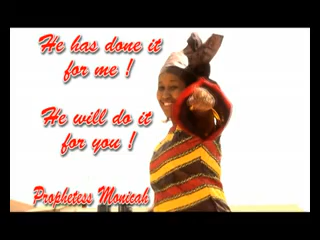 He has done it
for me !
He will do it
for you !
Prophetess Monicah